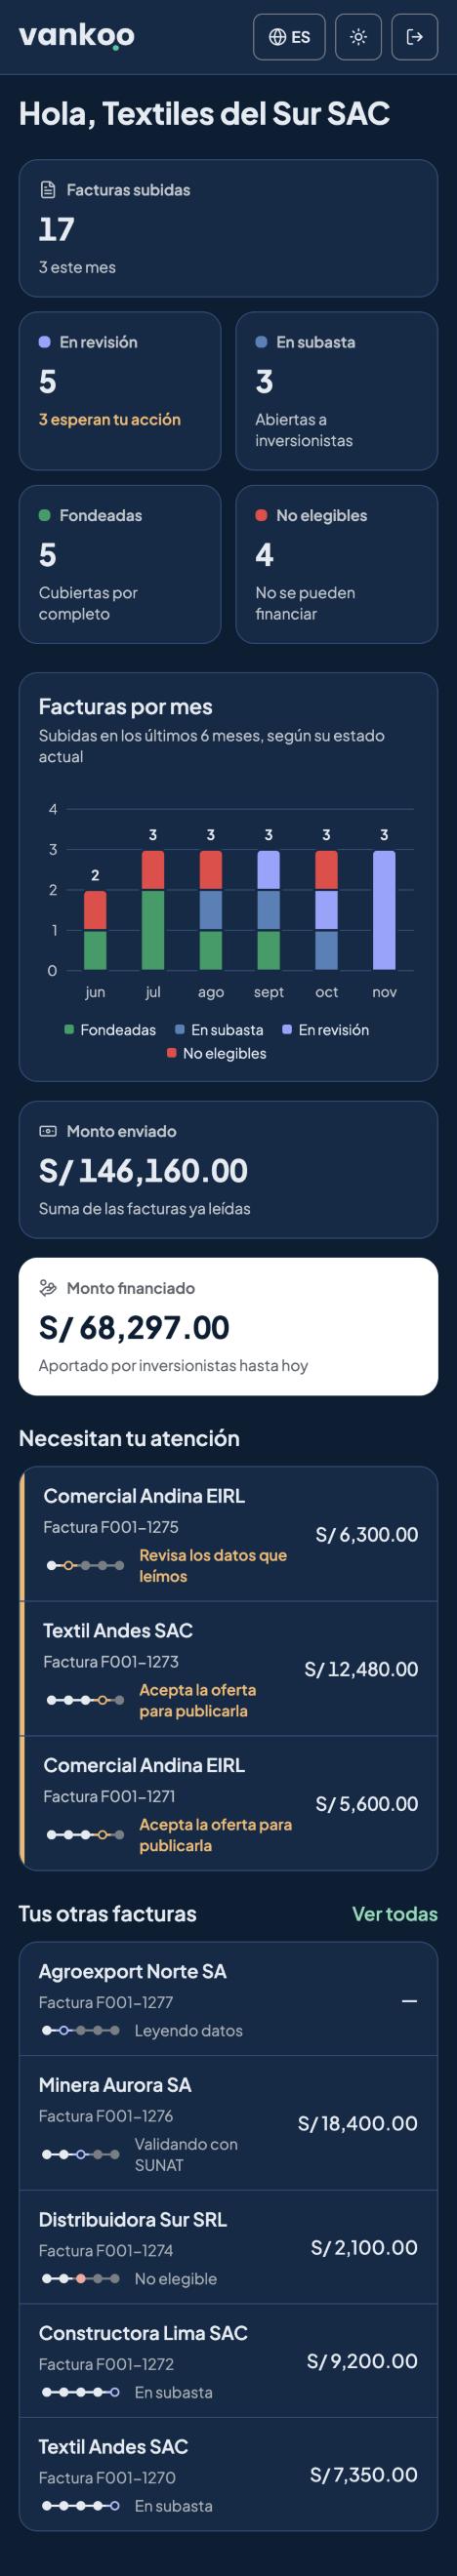 vankoo
ES
Hola, Textiles del Sur SAC
Facturas subidas
17
3 este mes
En revisión
5
3 esperan tu acción
En subasta
3
Abiertas a
inversionistas
Fondeadas
5
Cubiertas por
completo
No elegibles
4
No se pueden
financiar
Facturas por mes
Subidas en los últimos 6 meses, según su estado
actual
4
3
2
1
0
2
3
3
3
3
3
jun
jul
ago
sept
oct
nov
Fondeadas
En subasta
En revisión
No elegibles
Monto enviado
S/ 146,160.00
Suma de las facturas ya leídas
Monto financiado
S/ 68,297.00
Aportado por inversionistas hasta hoy
Necesitan tu atención
Comercial Andina EIRL
Factura F001-1275
Revisa los datos que
leímos
S/ 6,300.00
Textil Andes SAC
Factura F001-1273
Acepta la oferta
para publicarla
S/ 12,480.00
Comercial Andina EIRL
Factura F001-1271
Acepta la oferta para
publicarla
S/ 5,600.00
Tus otras facturas
Ver todas
Agroexport Norte SA
Factura F001-1277
Leyendo datos
—
Minera Aurora SA
Factura F001-1276
Validando con
SUNAT
S/ 18,400.00
Distribuidora Sur SRL
Factura F001-1274
No elegible
S/ 2,100.00
Constructora Lima SAC
Factura F001-1272
En subasta
S/ 9,200.00
Textil Andes SAC
Factura F001-1270
En subasta
S/ 7,350.00